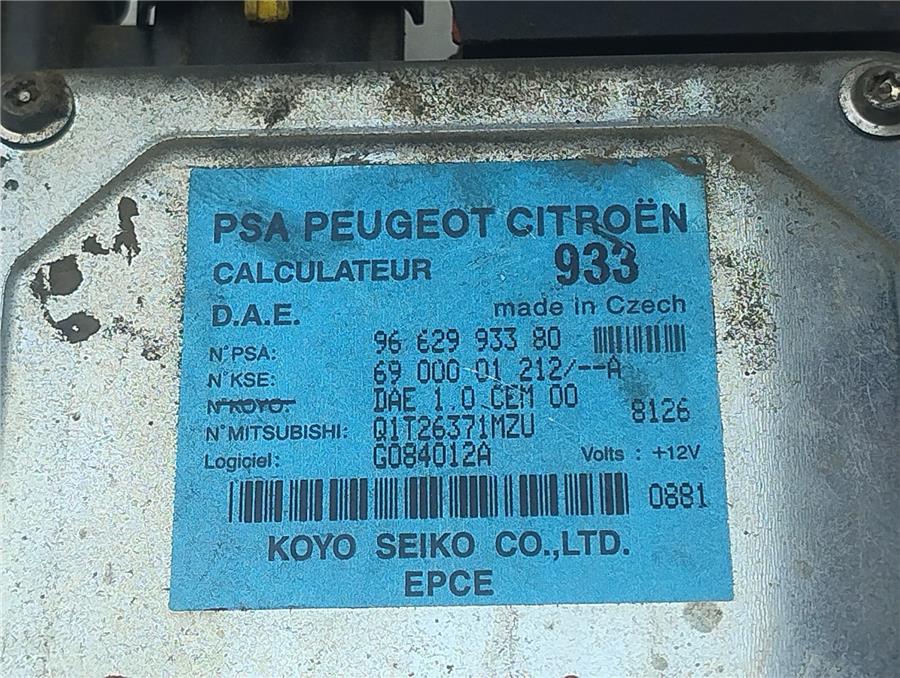 PSA PEUGEOT CITROËN
CALCULATEUR 933
D.A.E. made in Czech
N°PSA: 96 629 933 80
N°KSE: 69 000 01 212/--A
N°KOYO: DAE 1.0 CEM 00 8126
N°MITSUBISHI: Q1T26371MZU
Logiciel: G084012A Volts : +12V
0881
KOYO SEIKO CO.,LTD.
EPCE